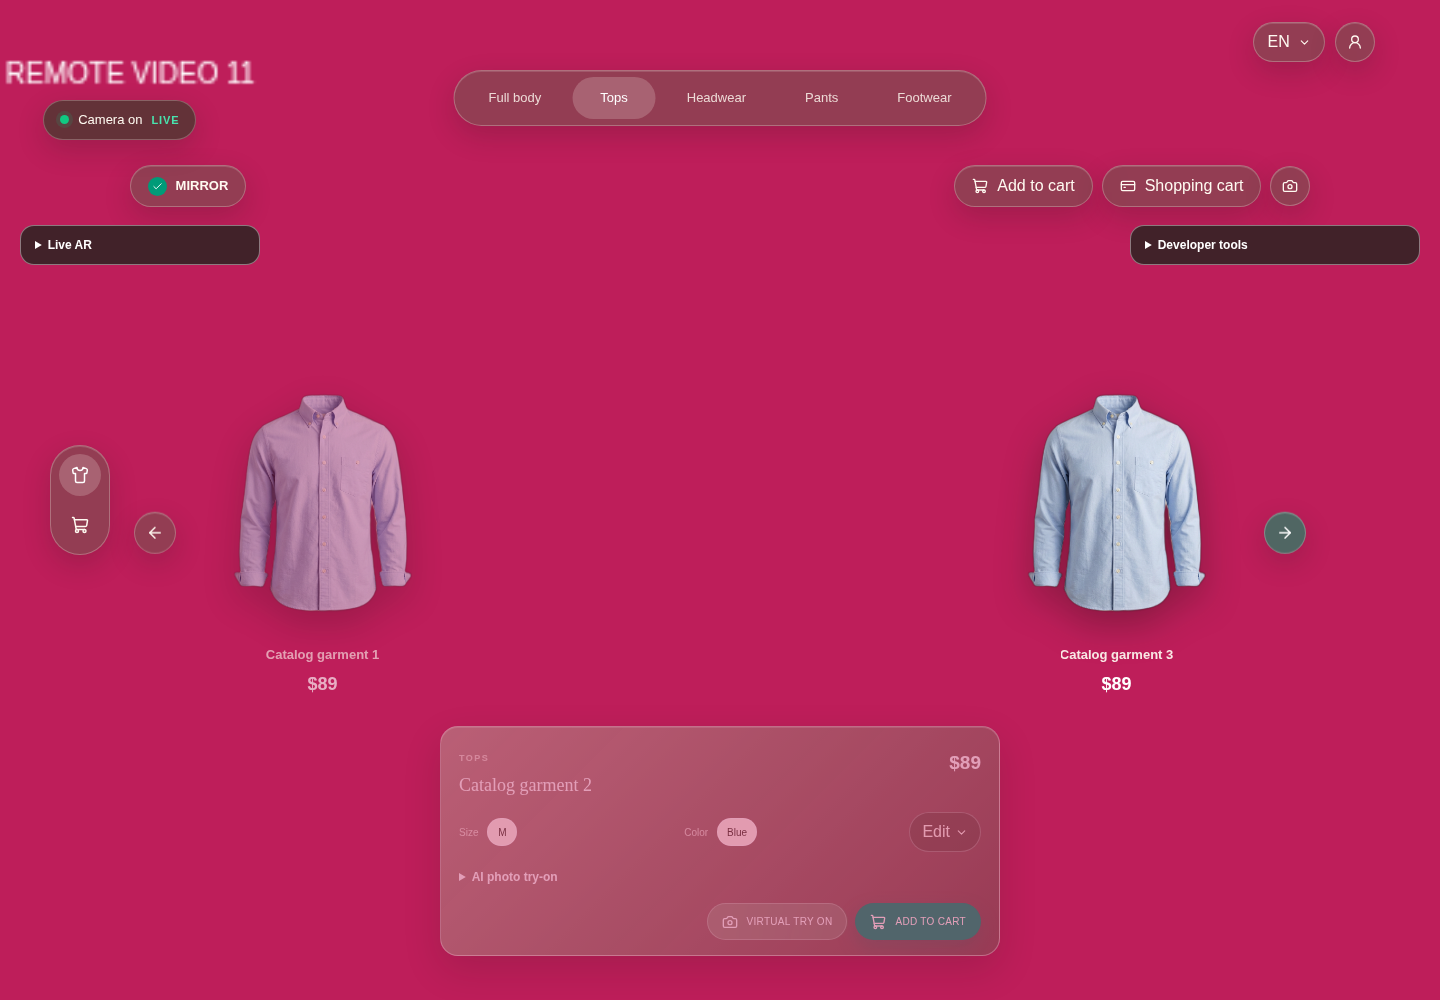 EN
REMOTE VIDEO 11
Full body
Tops
Headwear
Pants
Footwear
Camera on LIVE
MIRROR
Add to cart
Shopping cart
Live AR
Developer tools
Catalog garment 1
$89
Catalog garment 3
$89
TOPS
$89
Catalog garment 2
Size M
Color Blue
Edit
AI photo try-on
VIRTUAL TRY ON
ADD TO CART